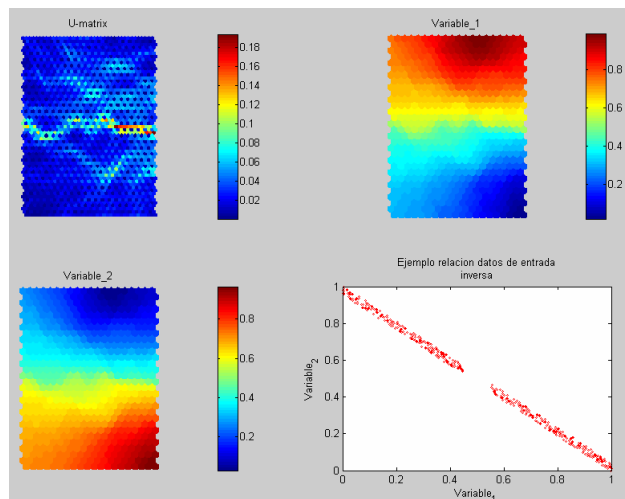 U-matrix
0.18
0.16
0.14
0.12
0.1
0.08
0.06
0.04
0.02
Variable_1
0.8
0.6
0.4
0.2
Variable_2
0.8
0.6
0.4
0.2
Ejemplo relacion datos de entrada
inversa
Variable2
1
0.8
0.6
0.4
0.2
0
0 0.2 0.4 0.6 0.8 1
Variable1